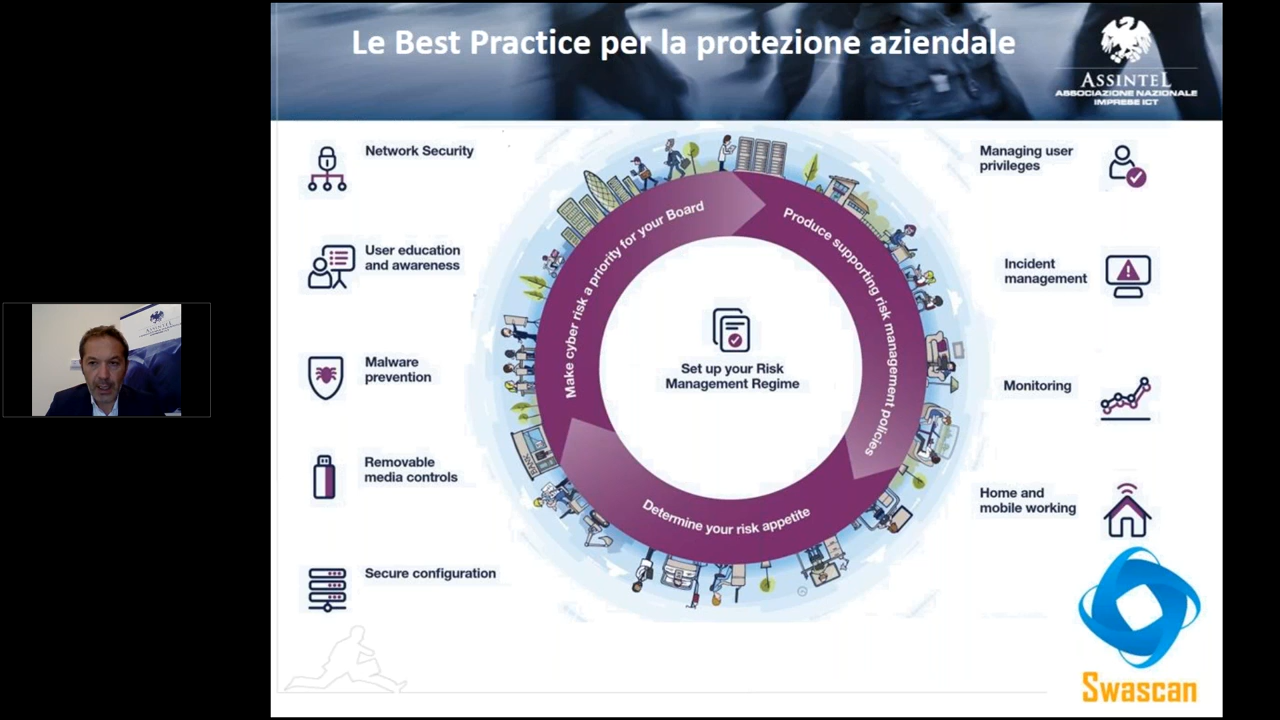 Le Best Practice per la protezione aziendale
ASSINTEL
ASSOCIAZIONE NAZIONALE
IMPRESE ICT
Network Security
User education
and awareness
Malware
prevention
Removable
media controls
Secure configuration
Make cyber risk a priority for your Board
Produce supporting risk management policies
Determine your risk appetite
Set up your Risk
Management Regime
BANK
Managing user
privileges
Incident
management
Monitoring
Home and
mobile working
Swascan
ASSINTEL